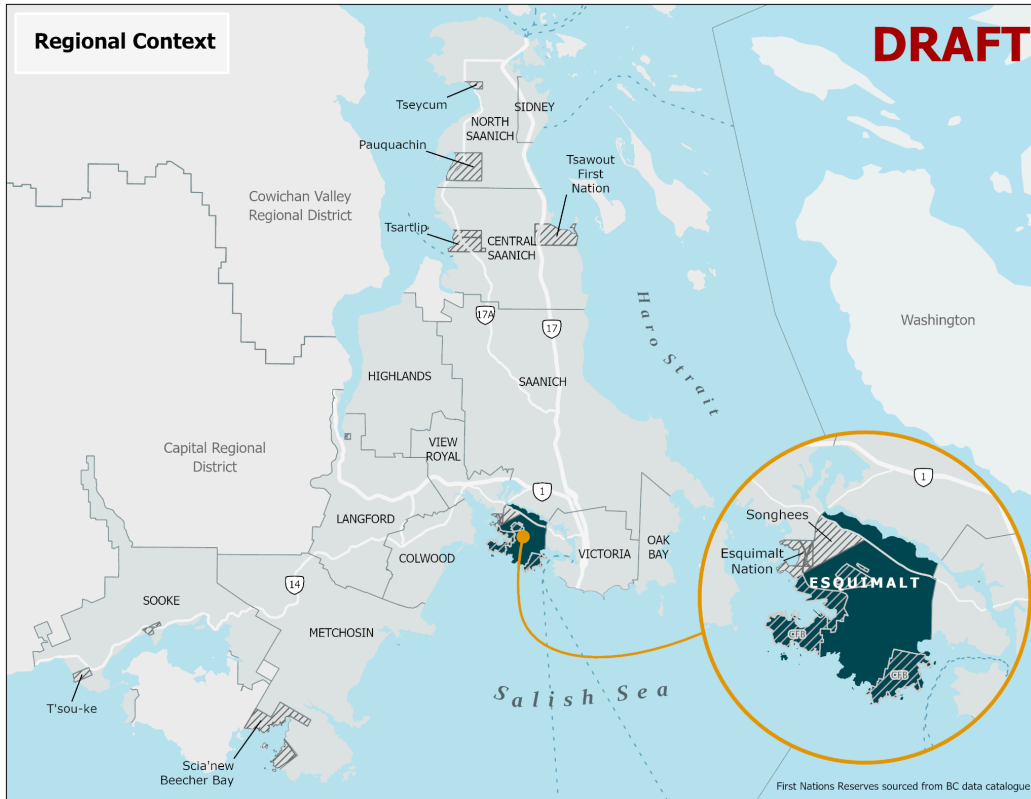 Regional Context
DRAFT
Tseycum
SIDNEY
NORTH
SAANICH
Pauquachin
Tsawout
First
Nation
Cowichan Valley
Regional District
Tsartlip
CENTRAL
SAANICH
Haro Strait
17A
17
Washington
HIGHLANDS
SAANICH
VIEW
ROYAL
Capital Regional
District
1
1
LANGFORD
Songhees
COLWOOD
VICTORIA
OAK
BAY
Esquimalt
Nation
ESQUIMALT
14
SOOKE
METCHOSIN
CFB
CFB
Salish Sea
T'sou-ke
Scia'new
Beecher Bay
First Nations Reserves sourced from BC data catalogue